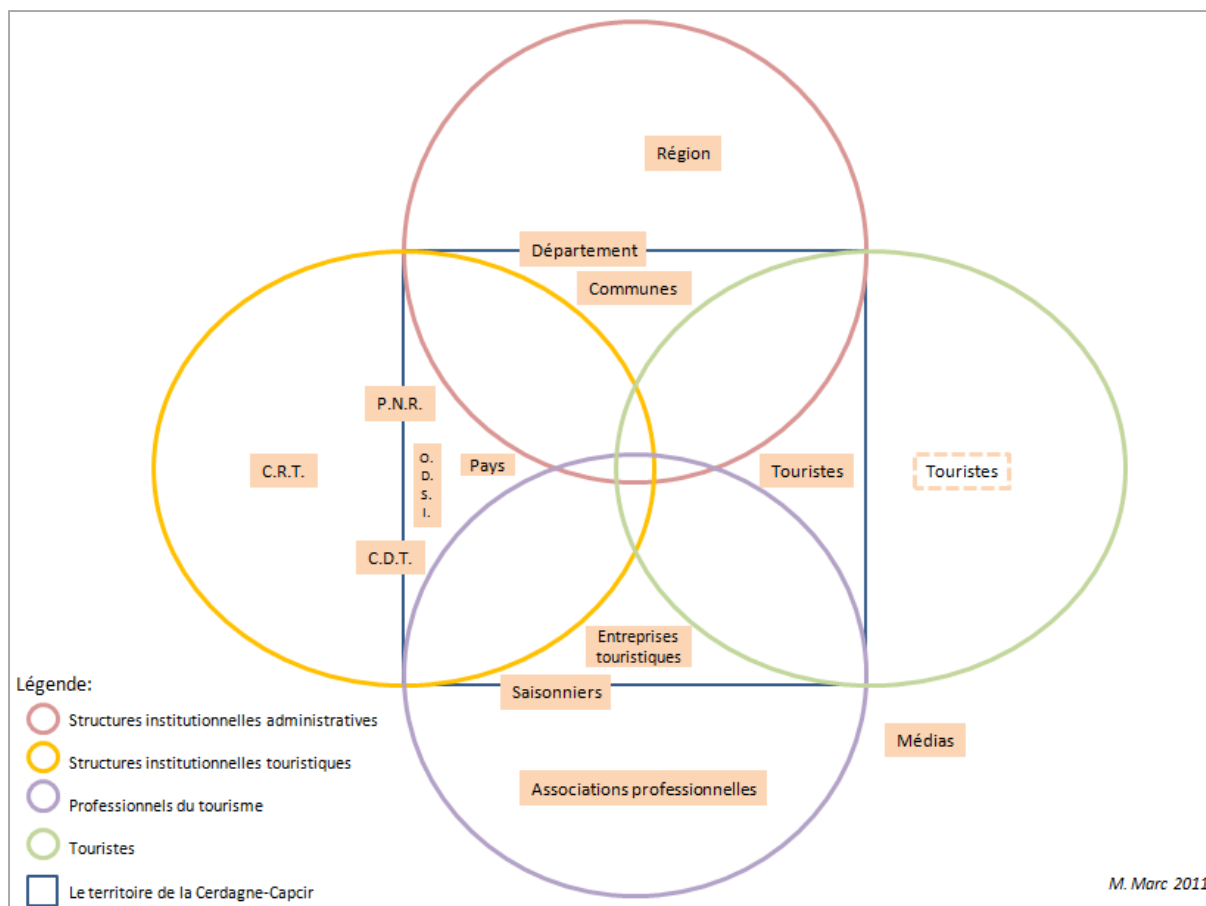 Région
Département
Communes
P.N.R.
C.R.T.
O.
D.
S.
I.
Pays
Touristes
Touristes
C.D.T.
Entreprises
touristiques
Saisonniers
Médias
Associations professionnelles
Légende:
Structures institutionnelles administratives
Structures institutionnelles touristiques
Professionnels du tourisme
Touristes
Le territoire de la Cerdagne-Capcir
M. Marc 2011